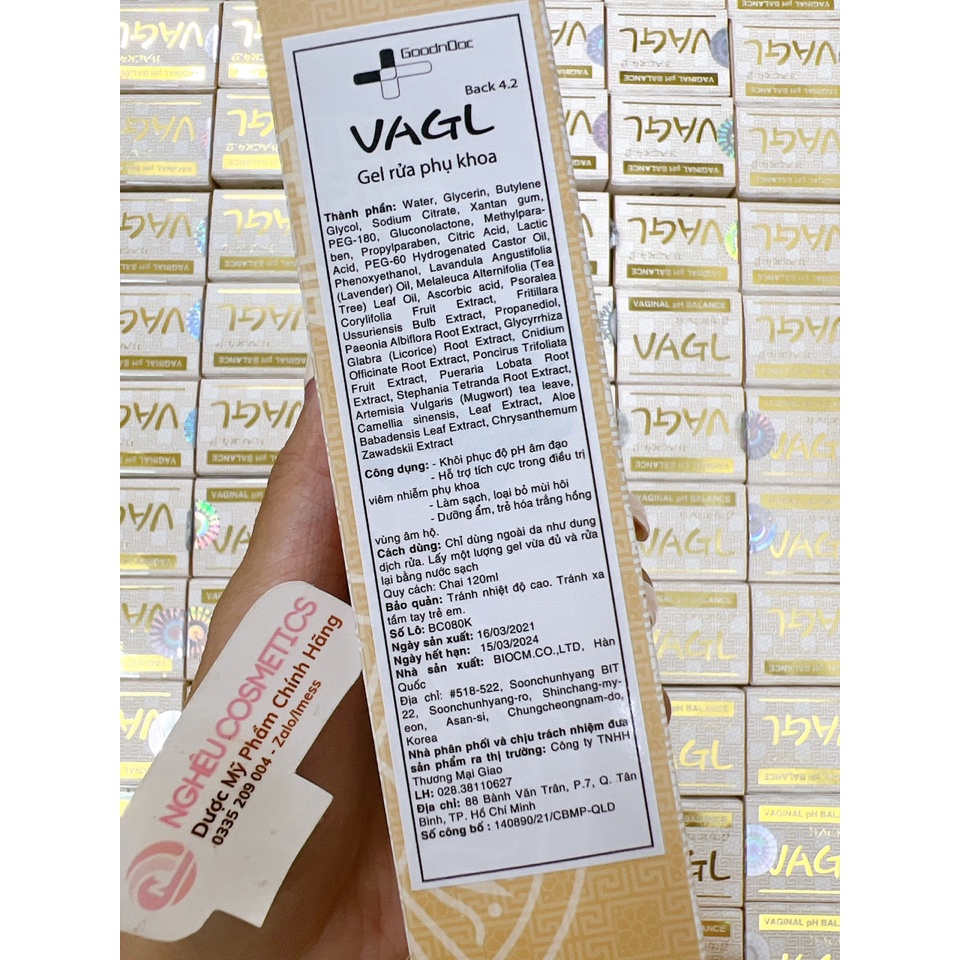 GoodnDoc
Back 4.2
VAGL
Gel rửa phụ khoa
Thành phần: Water, Glycerin, Butylene
Glycol, Sodium Citrate, Xantan gum,
PEG-180, Gluconolactone, Methylpara-
ben, Propylparaben, Citric Acid, Lactic
Acid, PEG-60 Hydrogenated Castor Oil,
Phenoxyethanol, Lavandula Angustifolia
(Lavender) Oil, Melaleuca Alternifolia (Tea
Tree) Leaf Oil, Ascorbic acid, Psoralea
Corylifolia Fruit Extract, Fritillara
Ussuriensis Bulb Extract, Propanediol,
Paeonia Albiflora Root Extract, Glycyrrhiza
Glabra (Licorice) Root Extract, Cnidium
Officinate Root Extract, Poncirus Trifoliata
Fruit Extract, Pueraria Lobata Root
Extract, Stephania Tetranda Root Extract,
Artemisia Vulgaris (Mugwort) tea leave,
Camellia sinensis, Leaf Extract, Aloe
Babadensis Leaf Extract, Chrysanthemum
Zawadskii Extract
Công dụng: - Khôi phục độ pH âm đạo
- Hỗ trợ tích cực trong điều trị
viêm nhiễm phụ khoa
- Làm sạch, loại bỏ mùi hôi
- Dưỡng ẩm, trẻ hóa trắng hồng
vùng âm hộ.
Cách dùng: Chỉ dùng ngoài da như dung
dịch rửa. Lấy một lượng gel vừa đủ và rửa
lại bằng nước sạch
Quy cách: Chai 120ml
Bảo quản: Tránh nhiệt độ cao. Tránh xa
tầm tay trẻ em.
Số Lô: BC080K
Ngày sản xuất: 16/03/2021
Ngày hết hạn: 15/03/2024
Nhà sản xuất: BIOCM.CO.,LTD, Hàn
Quốc
Địa chỉ: #518-522, Soonchunhyang BIT
22, Soonchunhyang-ro, Shinchang-my-
eon, Asan-si, Chungcheongnam-do,
Korea
Nhà phân phối và chịu trách nhiệm đưa
sản phẩm ra thị trường: Công ty TNHH
Thương Mại Giao
LH: 028.38110627
Địa chỉ: 88 Bành Văn Trân, P.7, Q. Tân
Bình, TP. Hồ Chí Minh
Số công bố : 140890/21/CBMP-QLD
NGHÊU COSMETICS
Dược Mỹ Phẩm Chính Hãng
0335 209 004 - Zalo/Imess
VAGINAL pH BALANCE
VAGL
VAGINAL pH BALANCE
VAGL